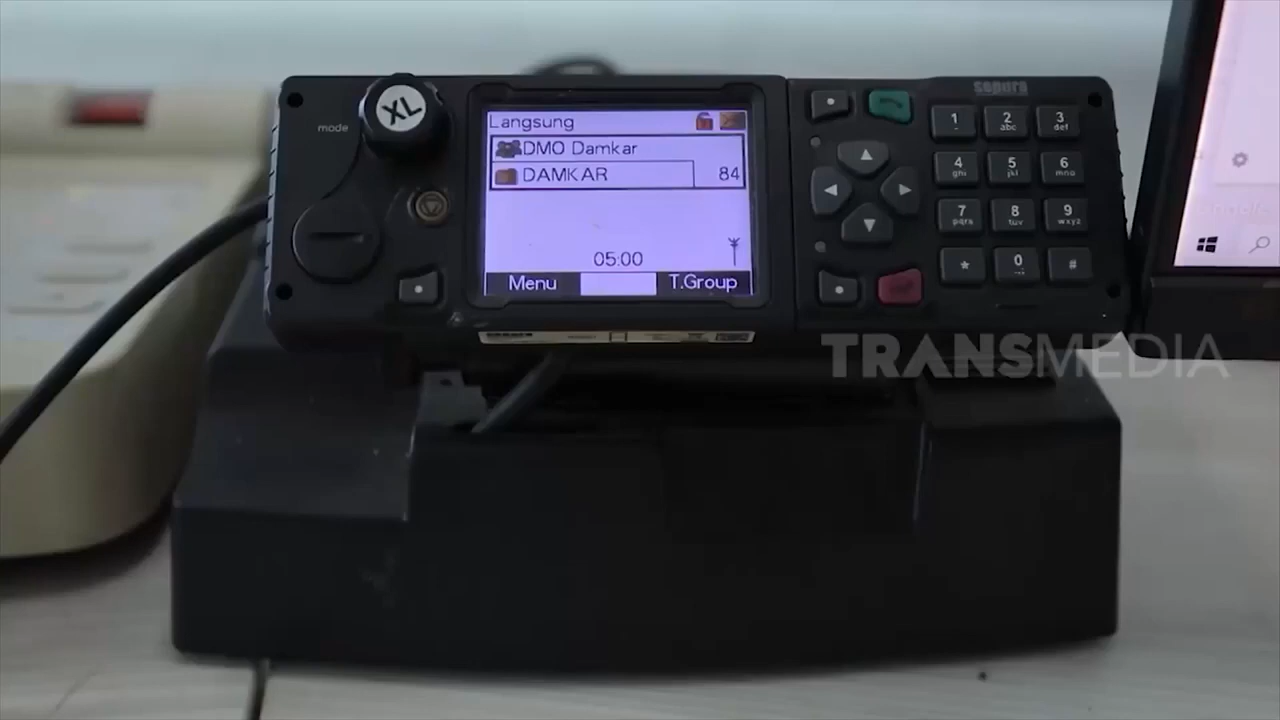 XL
mode
Langsung
DMO Damkar
DAMKAR 84
05:00
Menu T.Group
sepura
1 2 abc 3 def
4 ghi 5 jkl 6 mno
7 pqrs 8 tuv 9 wxyz
* 0 #
TRANSMEDIA